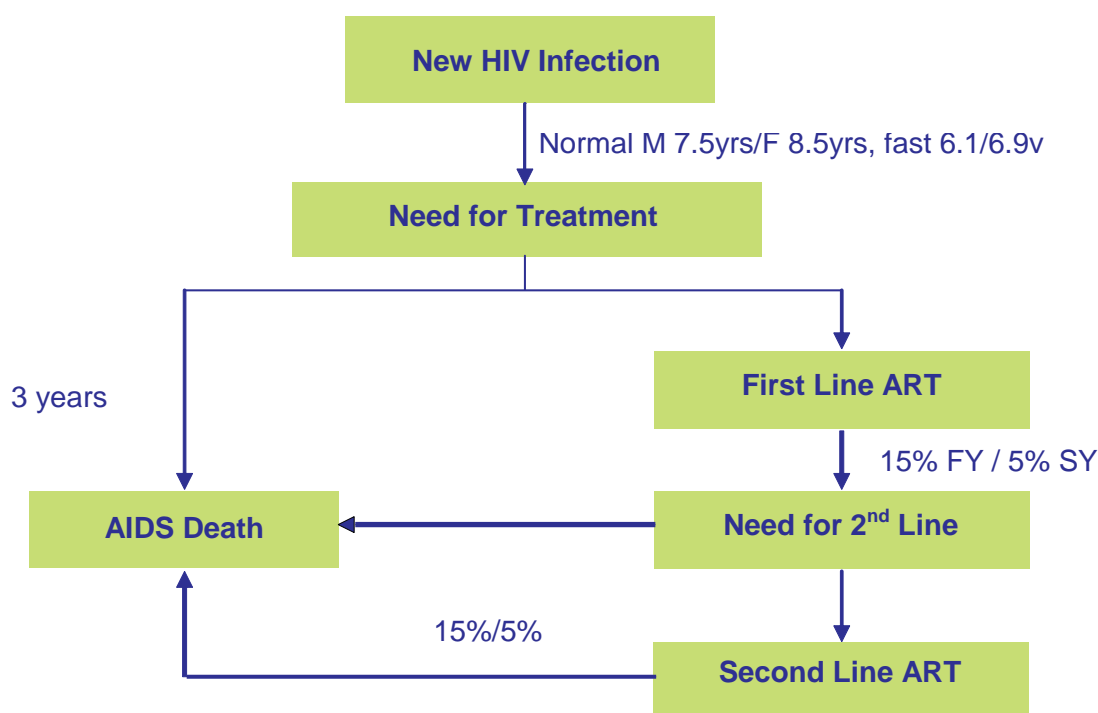 New HIV Infection
Normal M 7.5yrs/F 8.5yrs, fast 6.1/6.9v
Need for Treatment
3 years
First Line ART
15% FY / 5% SY
AIDS Death
Need for 2nd Line
15%/5%
Second Line ART